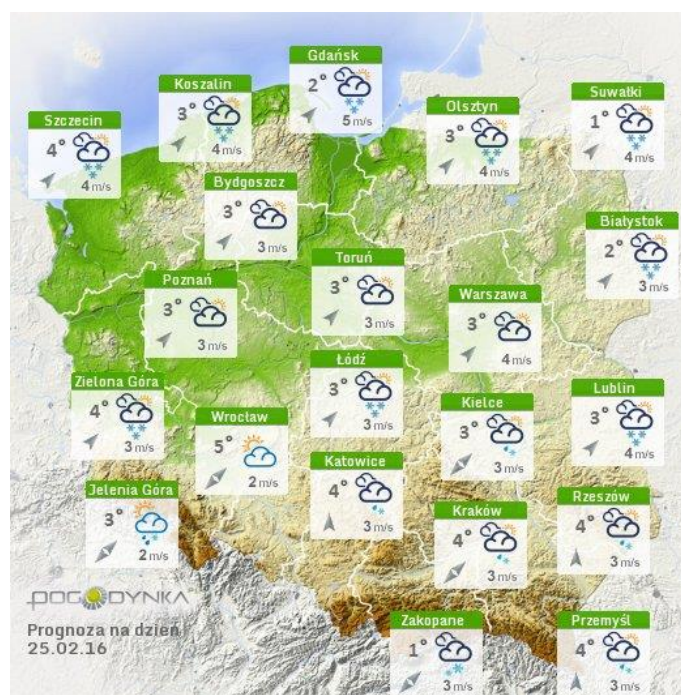 Gdańsk
2°
5 m/s
Koszalin
3°
4 m/s
Suwałki
1°
4 m/s
Olsztyn
3°
4 m/s
Szczecin
4°
4 m/s
Bydgoszcz
3°
3 m/s
Białystok
2°
3 m/s
Toruń
3°
3 m/s
Poznań
3°
3 m/s
Warszawa
3°
4 m/s
Łódź
3°
3 m/s
Zielona Góra
4°
3 m/s
Lublin
3°
4 m/s
Kielce
3°
3 m/s
Wrocław
5°
2 m/s
Katowice
4°
3 m/s
Jelenia Góra
3°
2 m/s
Rzeszów
4°
3 m/s
Kraków
4°
3 m/s
POGODYNKA
Prognoza na dzień
25.02.16
Zakopane
1°
3 m/s
Przemyśl
4°
3 m/s